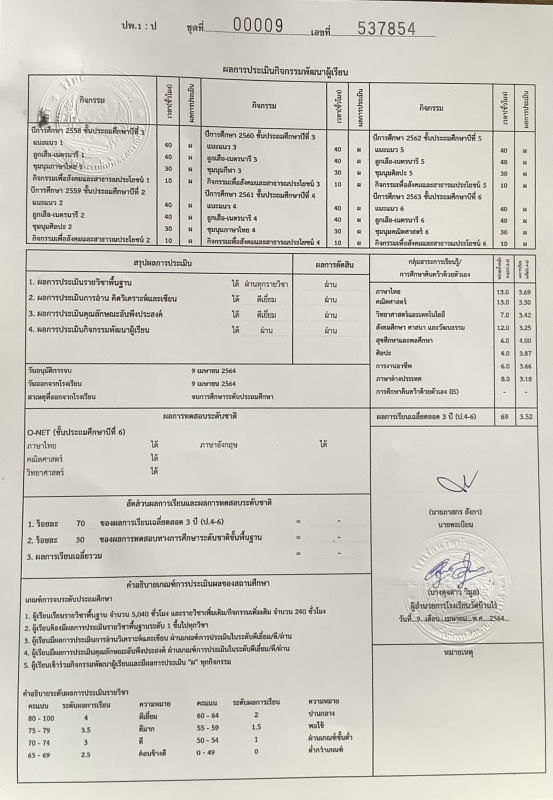 ปพ.1 : ป ชุดที่ 00009 เลขที่ 537854
ผลการประเมินกิจกรรมพัฒนาผู้เรียน
กิจกรรม เวลา(ชั่วโมง) ผลการประเมิน กิจกรรม เวลา(ชั่วโมง) ผลการประเมิน กิจกรรม เวลา(ชั่วโมง) ผลการประเมิน
ปีการศึกษา 2558 ชั้นประถมศึกษาปีที่ 1 ปีการศึกษา 2560 ชั้นประถมศึกษาปีที่ 3 ปีการศึกษา 2562 ชั้นประถมศึกษาปีที่ 5
แนะแนว 1 40 ผ แนะแนว 3 40 ผ แนะแนว 5 40 ผ
ลูกเสือ-เนตรนารี 1 40 ผ ลูกเสือ-เนตรนารี 3 40 ผ ลูกเสือ-เนตรนารี 5 40 ผ
ชุมนุมภาษาไทย 30 ผ ชุมนุมกีฬา 3 30 ผ ชุมนุมศิลปะ 5 30 ผ
กิจกรรมเพื่อสังคมและสาธารณประโยชน์ 1 10 ผ กิจกรรมเพื่อสังคมและสาธารณประโยชน์ 3 10 ผ กิจกรรมเพื่อสังคมและสาธารณประโยชน์ 5 10 ผ
ปีการศึกษา 2559 ชั้นประถมศึกษาปีที่ 2 ปีการศึกษา 2561 ชั้นประถมศึกษาปีที่ 4 ปีการศึกษา 2563 ชั้นประถมศึกษาปีที่ 6
แนะแนว 2 40 ผ แนะแนว 4 40 ผ แนะแนว 6 40 ผ
ลูกเสือ-เนตรนารี 2 40 ผ ลูกเสือ-เนตรนารี 4 40 ผ ลูกเสือ-เนตรนารี 6 40 ผ
ชุมนุมศิลปะ 2 30 ผ ชุมนุมภาษาไทย 4 30 ผ ชุมนุมคณิตศาสตร์ 6 30 ผ
กิจกรรมเพื่อสังคมและสาธารณประโยชน์ 2 10 ผ กิจกรรมเพื่อสังคมและสาธารณประโยชน์ 4 10 ผ กิจกรรมเพื่อสังคมและสาธารณประโยชน์ 6 10 ผ
สรุปผลการประเมิน ผลการตัดสิน
1. ผลการประเมินรายวิชาพื้นฐาน ได้ ผ่านทุกรายวิชา ผ่าน
2. ผลการประเมินการอ่าน คิดวิเคราะห์และเขียน ได้ ดีเยี่ยม ผ่าน
3. ผลการประเมินคุณลักษณะอันพึงประสงค์ ได้ ดีเยี่ยม ผ่าน
4. ผลการประเมินกิจกรรมพัฒนาผู้เรียน ได้ ผ่าน ผ่าน
วันอนุมัติการจบ 9 เมษายน 2564
วันออกจากโรงเรียน 9 เมษายน 2564
สาเหตุที่ออกจากโรงเรียน จบการศึกษาระดับประถมศึกษา
กลุ่มสาระการเรียนรู้/
การศึกษาค้นคว้าด้วยตัวเอง
ภาษาไทย 13.0 3.69
คณิตศาสตร์ 13.0 3.50
วิทยาศาสตร์และเทคโนโลยี 7.0 3.42
สังคมศึกษา ศาสนา และวัฒนธรรม 12.0 3.25
สุขศึกษาและพลศึกษา 6.0 4.00
ศิลปะ 4.0 3.87
การงานอาชีพ 6.0 3.66
ภาษาต่างประเทศ 8.0 3.18
การศึกษาค้นคว้าด้วยตัวเอง (IS) - -
ผลการเรียนเฉลี่ยตลอด 3 ปี (ป.4-6) 69 3.52
ผลการทดสอบระดับชาติ
O-NET (ชั้นประถมศึกษาปีที่ 6)
ภาษาไทย ได้ ภาษาอังกฤษ ได้
คณิตศาสตร์ ได้
วิทยาศาสตร์ ได้
สัดส่วนผลการเรียนและผลการทดสอบระดับชาติ
1. ร้อยละ 70 ของผลการเรียนเฉลี่ยตลอด 3 ปี (ป.4-6) = -
2. ร้อยละ 30 ของผลการทดสอบทางการศึกษาระดับชาติขั้นพื้นฐาน = -
3. ผลการเรียนเฉลี่ยรวม = -
(นายภาสกร สังกา)
นายทะเบียน
(นางดุจดาว วิมูล)
ผู้อำนวยการโรงเรียนวัดบ้านไร่
วันที่ 9 เดือน เมษายน พ.ศ. 2564
คำอธิบายเกณฑ์การประเมินผลของสถานศึกษา
เกณฑ์การจบระดับประถมศึกษา
1. ผู้เรียนเรียนรายวิชาพื้นฐาน จำนวน 5,040 ชั่วโมง และรายวิชาเพิ่มเติม/กิจกรรมเพิ่มเติม จำนวน 240 ชั่วโมง
2. ผู้เรียนต้องมีผลการประเมินรายวิชาพื้นฐานระดับ 1 ขึ้นไปทุกวิชา
3. ผู้เรียนมีผลการประเมินการอ่านวิเคราะห์และเขียน ผ่านเกณฑ์การประเมินในระดับดีเยี่ยม/ดี/ผ่าน
4. ผู้เรียนมีผลการประเมินคุณลักษณะอันพึงประสงค์ ผ่านเกณฑ์การประเมินในระดับดีเยี่ยม/ดี/ผ่าน
5. ผู้เรียนเข้าร่วมกิจกรรมพัฒนาผู้เรียนและมีผลการประเมิน "ผ" ทุกกิจกรรม
หมายเหตุ
คำอธิบายระดับผลการประเมินรายวิชา
คะแนน ระดับผลการเรียน ความหมาย คะแนน ระดับผลการเรียน ความหมาย
80 - 100 4 ดีเยี่ยม 60 - 64 2 ปานกลาง
75 - 79 3.5 ดีมาก 55 - 59 1.5 พอใช้
70 - 74 3 ดี 50 - 54 1 ผ่านเกณฑ์ขั้นต่ำ
65 - 69 2.5 ค่อนข้างดี 0 - 49 0 ต่ำกว่าเกณฑ์